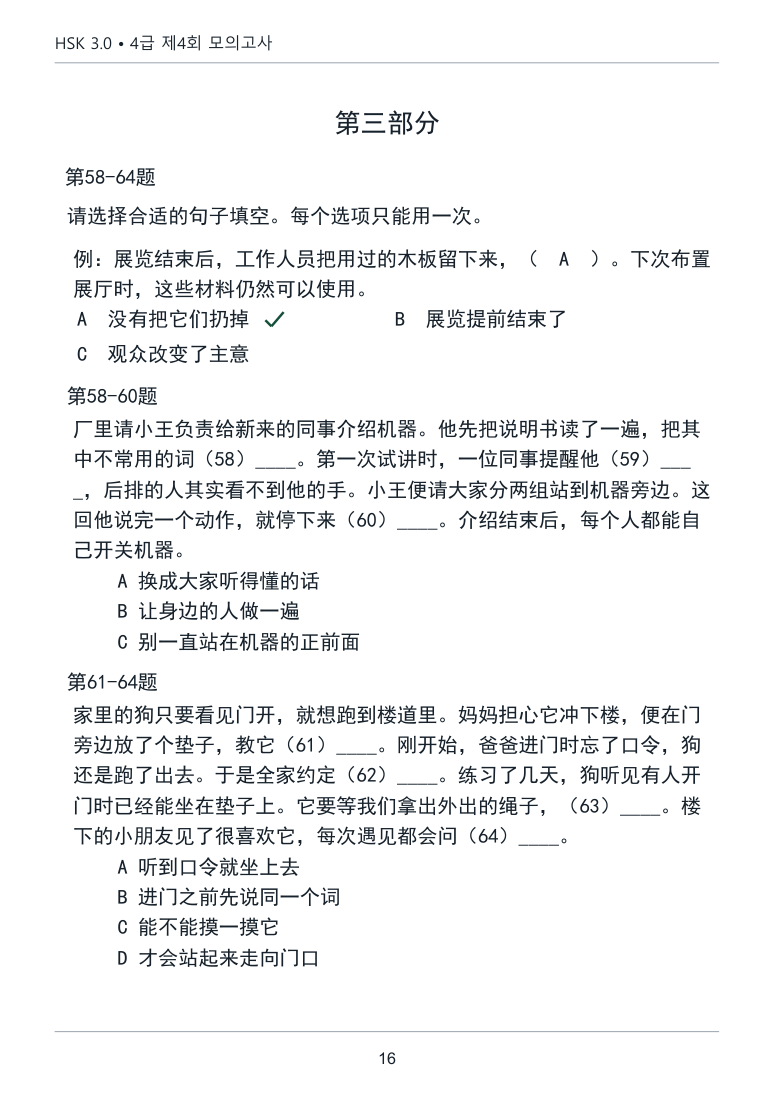 HSK 3.0 • 4급 제4회 모의고사
第三部分
第58-64题
请选择合适的句子填空。每个选项只能用一次。
例：展览结束后，工作人员把用过的木板留下来，（ A ）。下次布置
展厅时，这些材料仍然可以使用。
A 没有把它们扔掉 ✓ B 展览提前结束了
C 观众改变了主意
第58-60题
厂里请小王负责给新来的同事介绍机器。他先把说明书读了一遍，把其
中不常用的词（58）____。第一次试讲时，一位同事提醒他（59）___
_，后排的人其实看不到他的手。小王便请大家分两组站到机器旁边。这
回他说完一个动作，就停下来（60）____。介绍结束后，每个人都能自
己开关机器。
A 换成大家听得懂的话
B 让身边的人做一遍
C 别一直站在机器的正前面
第61-64题
家里的狗只要看见门开，就想跑到楼道里。妈妈担心它冲下楼，便在门
旁边放了个垫子，教它（61）____。刚开始，爸爸进门时忘了口令，狗
还是跑了出去。于是全家约定（62）____。练习了几天，狗听见有人开
门时已经能坐在垫子上。它要等我们拿出外出的绳子，（63）____。楼
下的小朋友见了很喜欢它，每次遇见都会问（64）____。
A 听到口令就坐上去
B 进门之前先说同一个词
C 能不能摸一摸它
D 才会站起来走向门口
16